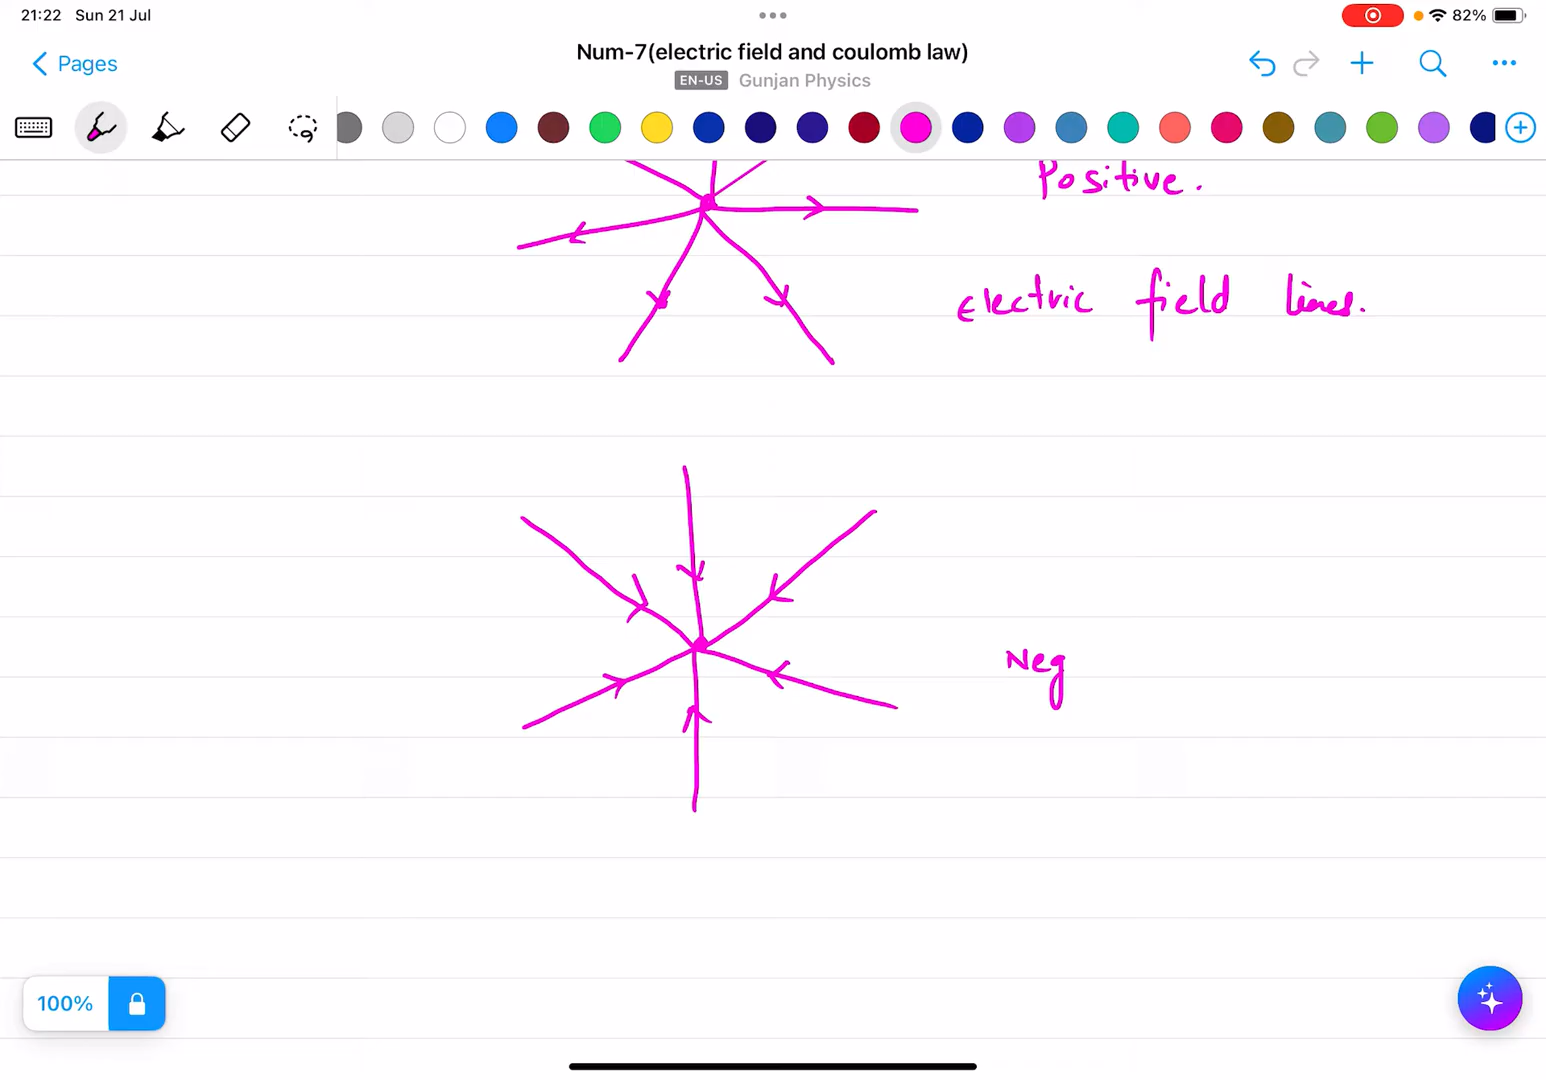 21:22 Sun 21 Jul
82%
Num-7(electric field and coulomb law)
Pages
EN-US Gunjan Physics
Positive.
electric field lines.
Neg
100%